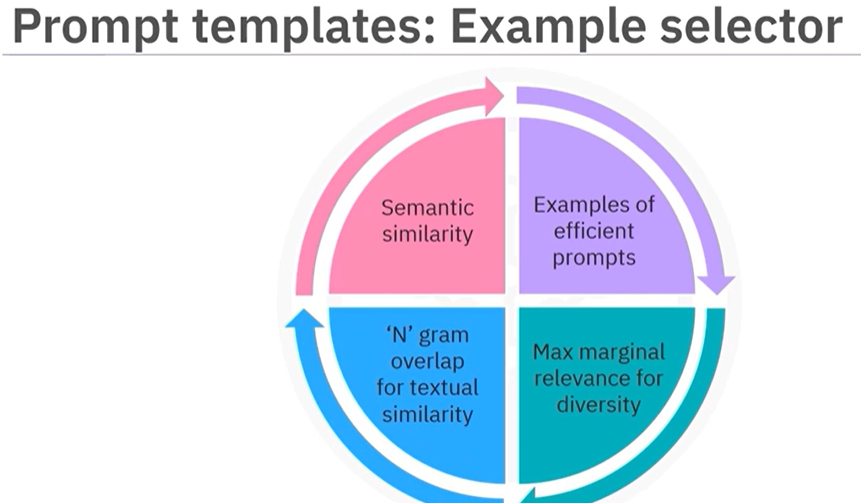 Prompt templates: Example selector
Semantic
similarity
Examples of
efficient
prompts
‘N’ gram
overlap
for textual
similarity
Max marginal
relevance for
diversity